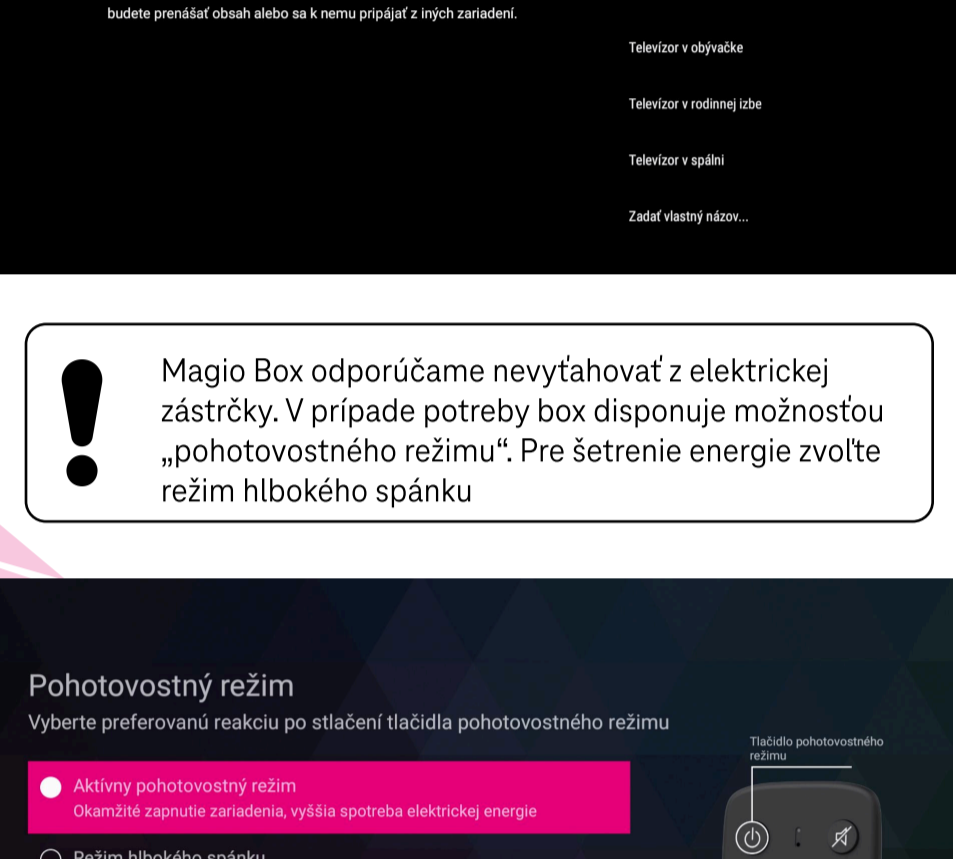 budete prenášať obsah alebo sa k nemu pripájať z iných zariadení.
Televízor v obývačke
Televízor v rodinnej izbe
Televízor v spálni
Zadať vlastný názov...
Magio Box odporúčame nevyťahovať z elektrickej
zástrčky. V prípade potreby box disponuje možnosťou
„pohotovostného režimu“. Pre šetrenie energie zvoľte
režim hlbokého spánku
Pohotovostný režim
Vyberte preferovanú reakciu po stlačení tlačidla pohotovostného režimu
Tlačidlo pohotovostného
režimu
Aktívny pohotovostný režim
Okamžité zapnutie zariadenia, vyššia spotreba elektrickej energie
Režim hlbokého spánku